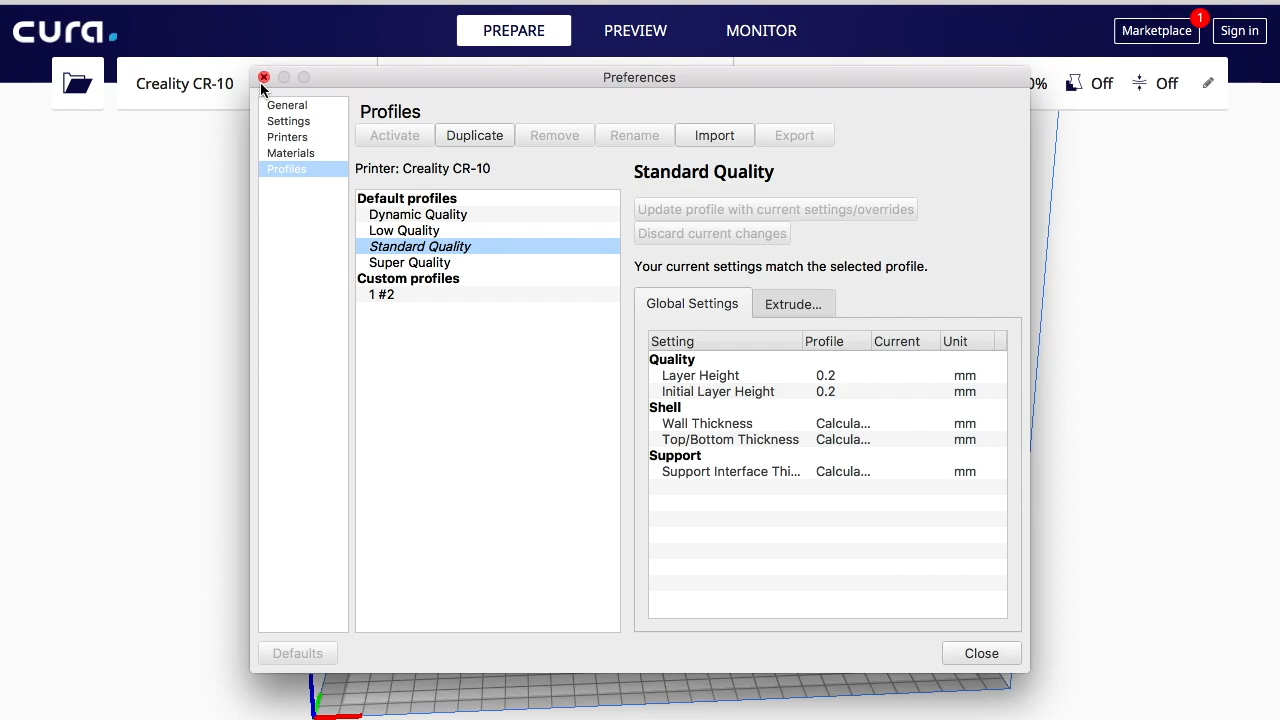 cura.
PREPARE
PREVIEW
MONITOR
Marketplace
1
Sign in
Creality CR-10
0%
Off
Off
Preferences
General
Settings
Printers
Materials
Profiles
Profiles
Activate
Duplicate
Remove
Rename
Import
Export
Printer: Creality CR-10
Default profiles
Dynamic Quality
Low Quality
Standard Quality
Super Quality
Custom profiles
1 #2
Standard Quality
Update profile with current settings/overrides
Discard current changes
Your current settings match the selected profile.
Global Settings
Extrude...
Setting Profile Current Unit
Quality
Layer Height 0.2 mm
Initial Layer Height 0.2 mm
Shell
Wall Thickness Calcula... mm
Top/Bottom Thickness Calcula... mm
Support
Support Interface Thi... Calcula... mm
Defaults
Close